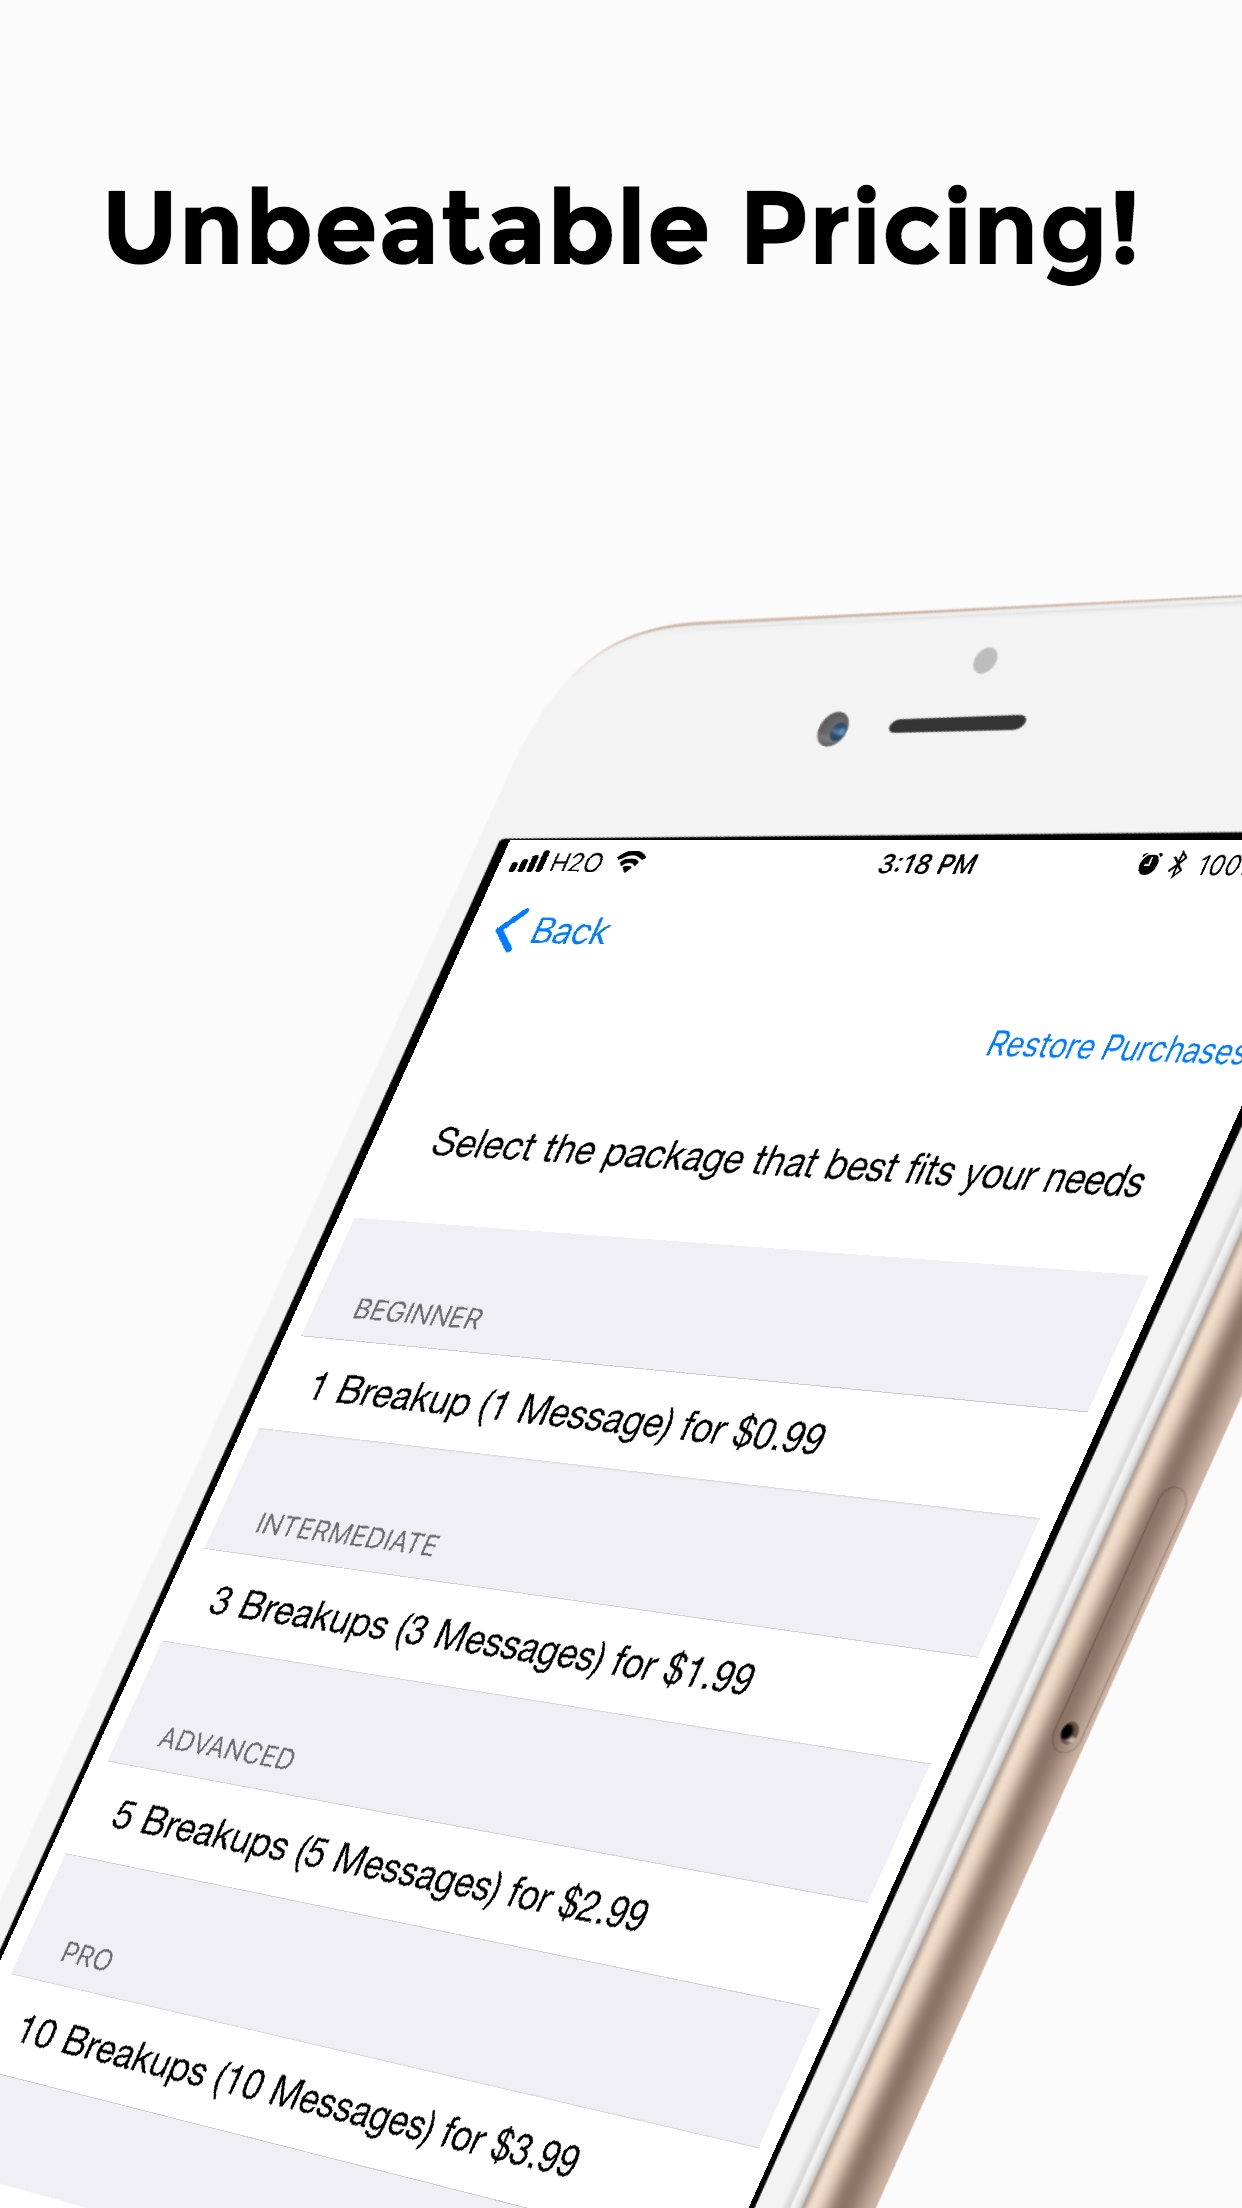 Unbeatable Pricing!
H2O 3:18 PM 100
Back
Restore Purchases
Select the package that best fits your needs
BEGINNER
1 Breakup (1 Message) for $0.99
INTERMEDIATE
3 Breakups (3 Messages) for $1.99
ADVANCED
5 Breakups (5 Messages) for $2.99
PRO
10 Breakups (10 Messages) for $3.99